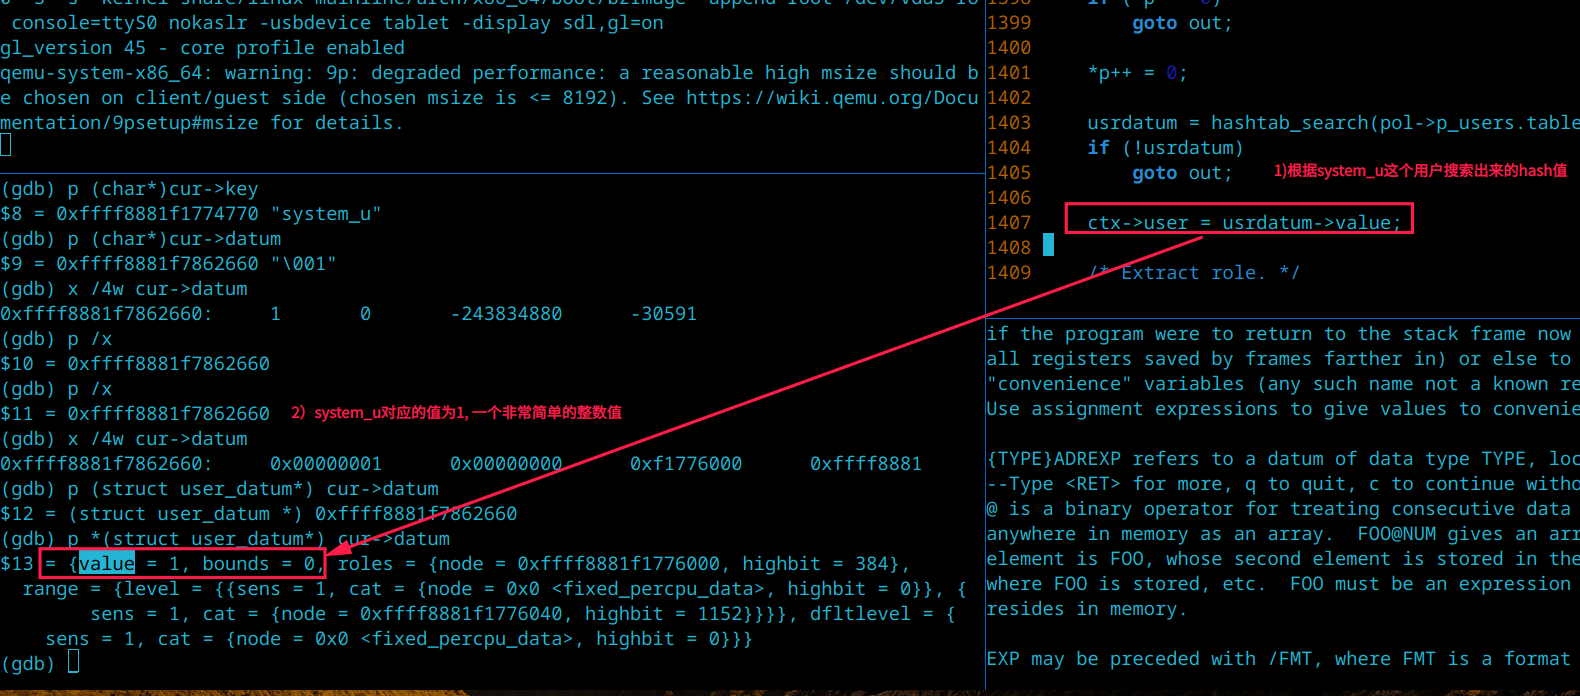 console=ttyS0 nokaslr -usbdevice tablet -display sdl,gl=on
gl_version 45 - core profile enabled
qemu-system-x86_64: warning: 9p: degraded performance: a reasonable high msize should b
e chosen on client/guest side (chosen msize is <= 8192). See https://wiki.qemu.org/Docu
mentation/9psetup#msize for details.
(gdb) p (char*)cur->key
$8 = 0xffff8881f1774770 "system_u"
(gdb) p (char*)cur->datum
$9 = 0xffff8881f7862660 "\001"
(gdb) x /4w cur->datum
0xffff8881f7862660:     1       0       -243834880      -30591
(gdb) p /x
$10 = 0xffff8881f7862660
(gdb) p /x
$11 = 0xffff8881f7862660
2）system_u对应的值为1, 一个非常简单的整数值
(gdb) x /4w cur->datum
0xffff8881f7862660:     0x00000001      0x00000000      0xf1776000      0xffff8881
(gdb) p (struct user_datum*) cur->datum
$12 = (struct user_datum *) 0xffff8881f7862660
(gdb) p *(struct user_datum*) cur->datum
$13 = {value = 1, bounds = 0, roles = {node = 0xffff8881f1776000, highbit = 384},
range = {level = {{sens = 1, cat = {node = 0x0 <fixed_percpu_data>, highbit = 0}}, {
sens = 1, cat = {node = 0xffff8881f1776040, highbit = 1152}}}}, dfltlevel = {
sens = 1, cat = {node = 0x0 <fixed_percpu_data>, highbit = 0}}}
(gdb)
1399 goto out;
1400
1401 *p++ = 0;
1402
1403 usrdatum = hashtab_search(pol->p_users.table
1404 if (!usrdatum)
1405 goto out;
1)根据system_u这个用户搜索出来的hash值
1406
1407 ctx->user = usrdatum->value;
1408
1409 /* Extract role. */
if the program were to return to the stack frame now
all registers saved by frames farther in) or else to
"convenience" variables (any such name not a known re
Use assignment expressions to give values to convenie
{TYPE}ADREXP refers to a datum of data type TYPE, loc
--Type <RET> for more, q to quit, c to continue witho
@ is a binary operator for treating consecutive data
anywhere in memory as an array.  FOO@NUM gives an arr
element is FOO, whose second element is stored in the
where FOO is stored, etc.  FOO must be an expression
resides in memory.
EXP may be preceded with /FMT, where FMT is a format